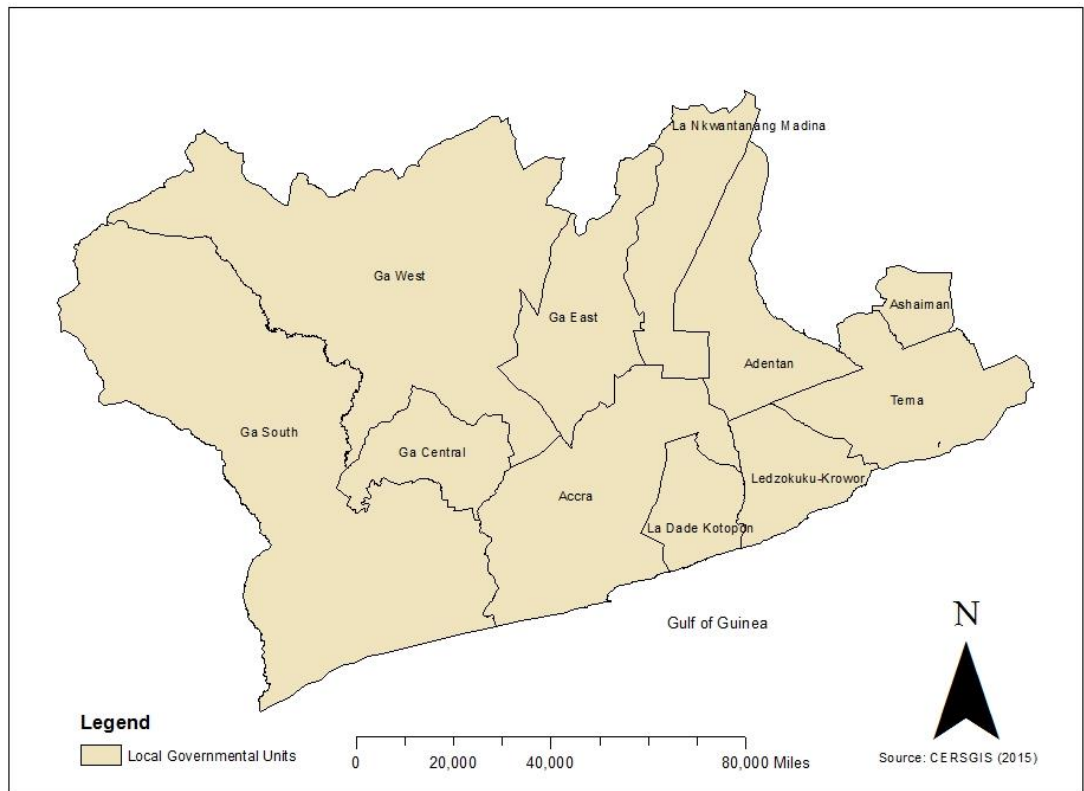 La Nkwantanang Madina
Ga West
Ashaiman
Ga East
Adentan
Tema
Ga South
Ga Central
Ledzokuku-Krowor
Accra
La Dade Kotopon
Gulf of Guinea
N
Legend
Local Governmental Units
0 20,000 40,000 80,000 Miles
Source: CERSGIS (2015)